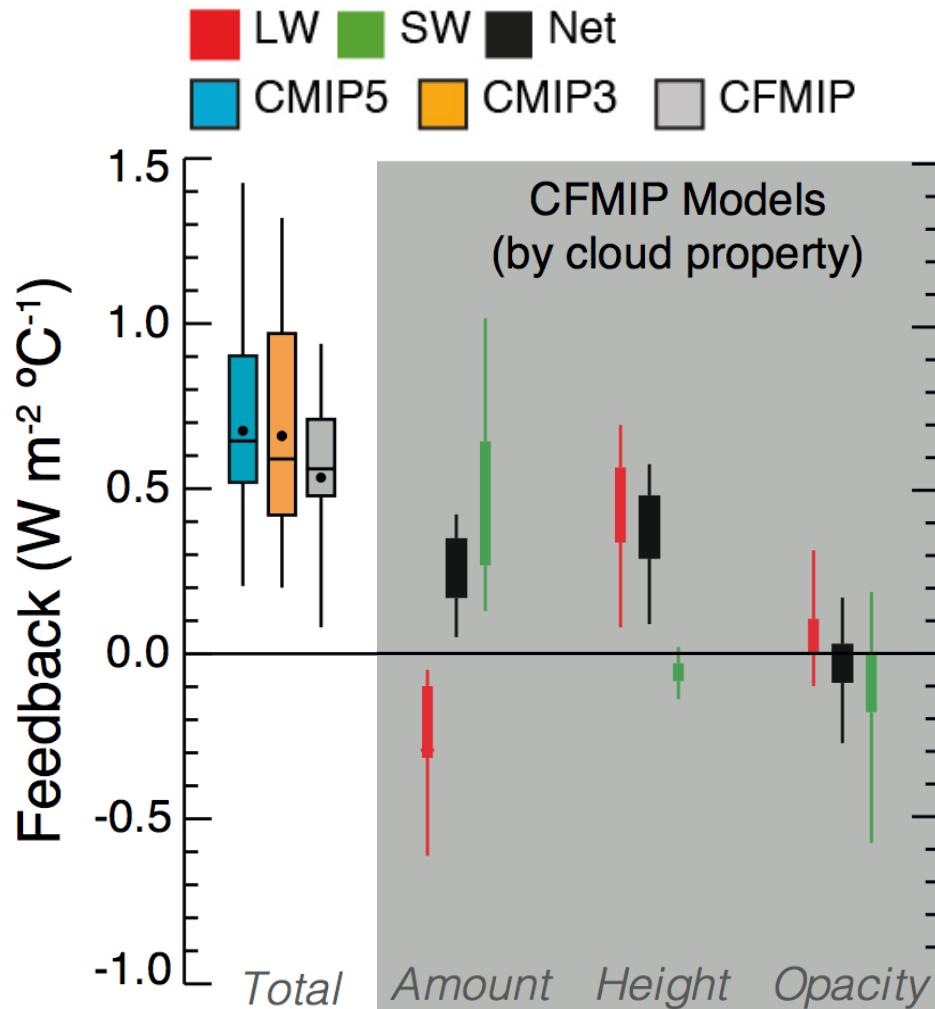 LW SW Net
CMIP5 CMIP3 CFMIP
CFMIP Models
(by cloud property)
Feedback (W m⁻² ºC⁻¹)
1.5
1.0
0.5
0.0
-0.5
-1.0
Total Amount Height Opacity